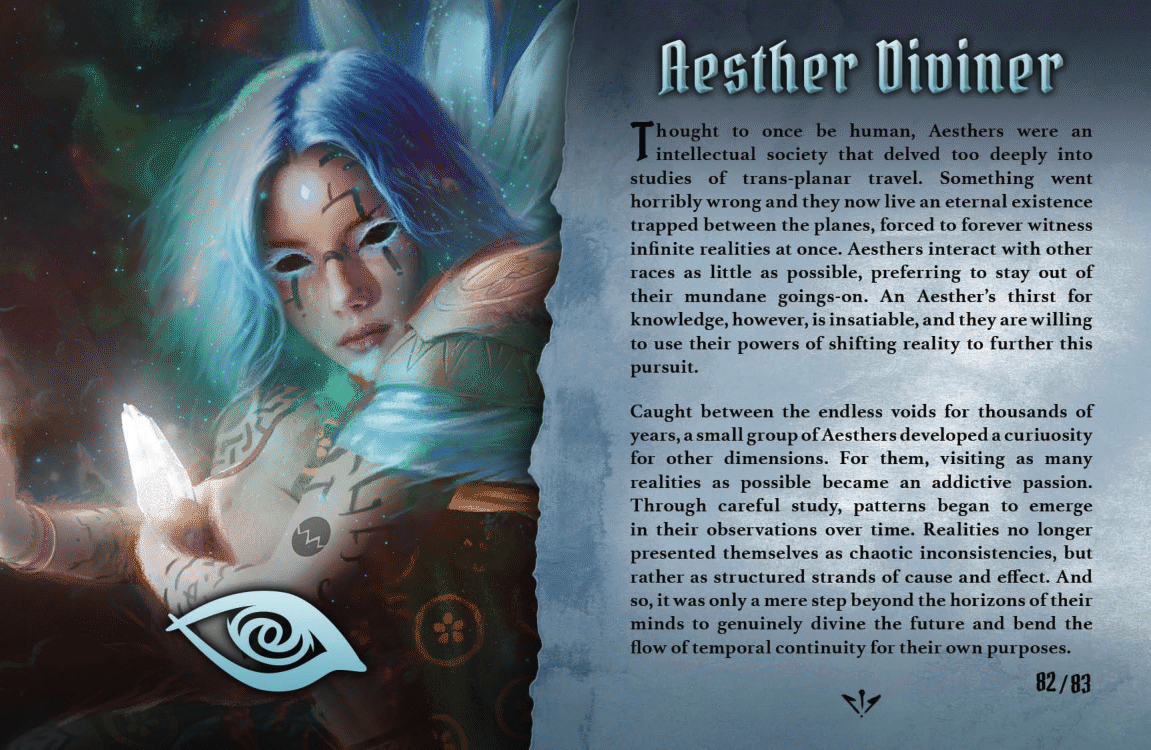 Aesther Diviner
Thought to once be human, Aesthers were an
intellectual society that delved too deeply into
studies of trans-planar travel. Something went
horribly wrong and they now live an eternal existence
trapped between the planes, forced to forever witness
infinite realities at once. Aesthers interact with other
races as little as possible, preferring to stay out of
their mundane goings-on. An Aesther's thirst for
knowledge, however, is insatiable, and they are willing
to use their powers of shifting reality to further this
pursuit.
Caught between the endless voids for thousands of
years, a small group of Aesthers developed a curiuosity
for other dimensions. For them, visiting as many
realities as possible became an addictive passion.
Through careful study, patterns began to emerge
in their observations over time. Realities no longer
presented themselves as chaotic inconsistencies, but
rather as structured strands of cause and effect. And
so, it was only a mere step beyond the horizons of their
minds to genuinely divine the future and bend the
flow of temporal continuity for their own purposes.
82/83